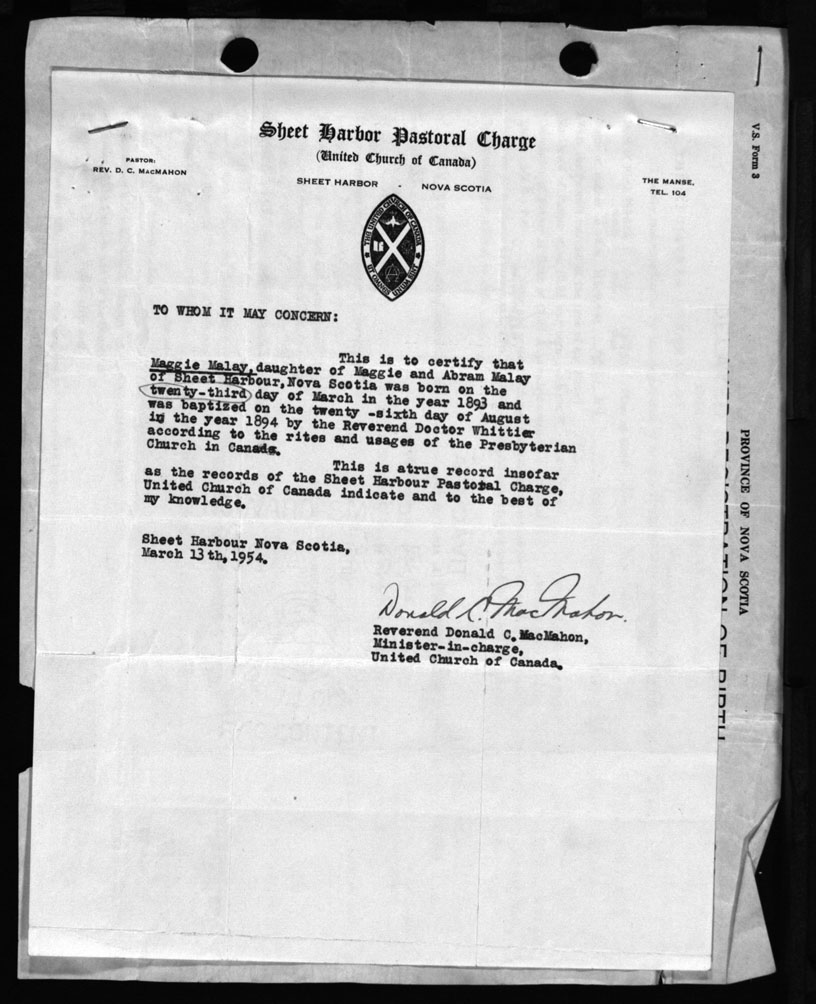 Sheet Harbor Pastoral Charge
(United Church of Canada)
PASTOR:
REV. D. C. MACMAHON
SHEET HARBOR - NOVA SCOTIA
THE MANSE.
TEL. 104
TO WHOM IT MAY CONCERN:
This is to certify that
Maggie Malay, daughter of Maggie and Abram Malay
of Sheet Harbour, Nova Scotia was born on the
twenty-third day of March in the year 1893 and
was baptized on the twenty -sixth day of August
in the year 1894 by the Reverend Doctor Whittier
according to the rites and usages of the Presbyterian
Church in Canada.
This is atrue record insofar
as the records of the Sheet Harbour Pastoral Charge,
United Church of Canada indicate and to the best of
my knowledge.
Sheet Harbour Nova Scotia,
March 13th, 1954.
Donald C. MacMahon.
Reverend Donald C. MacMahon,
Minister-in-charge,
United Church of Canada.
V.S. Form 3
PROVINCE OF NOVA SCOTIA
REGISTRATION OF BIRTH